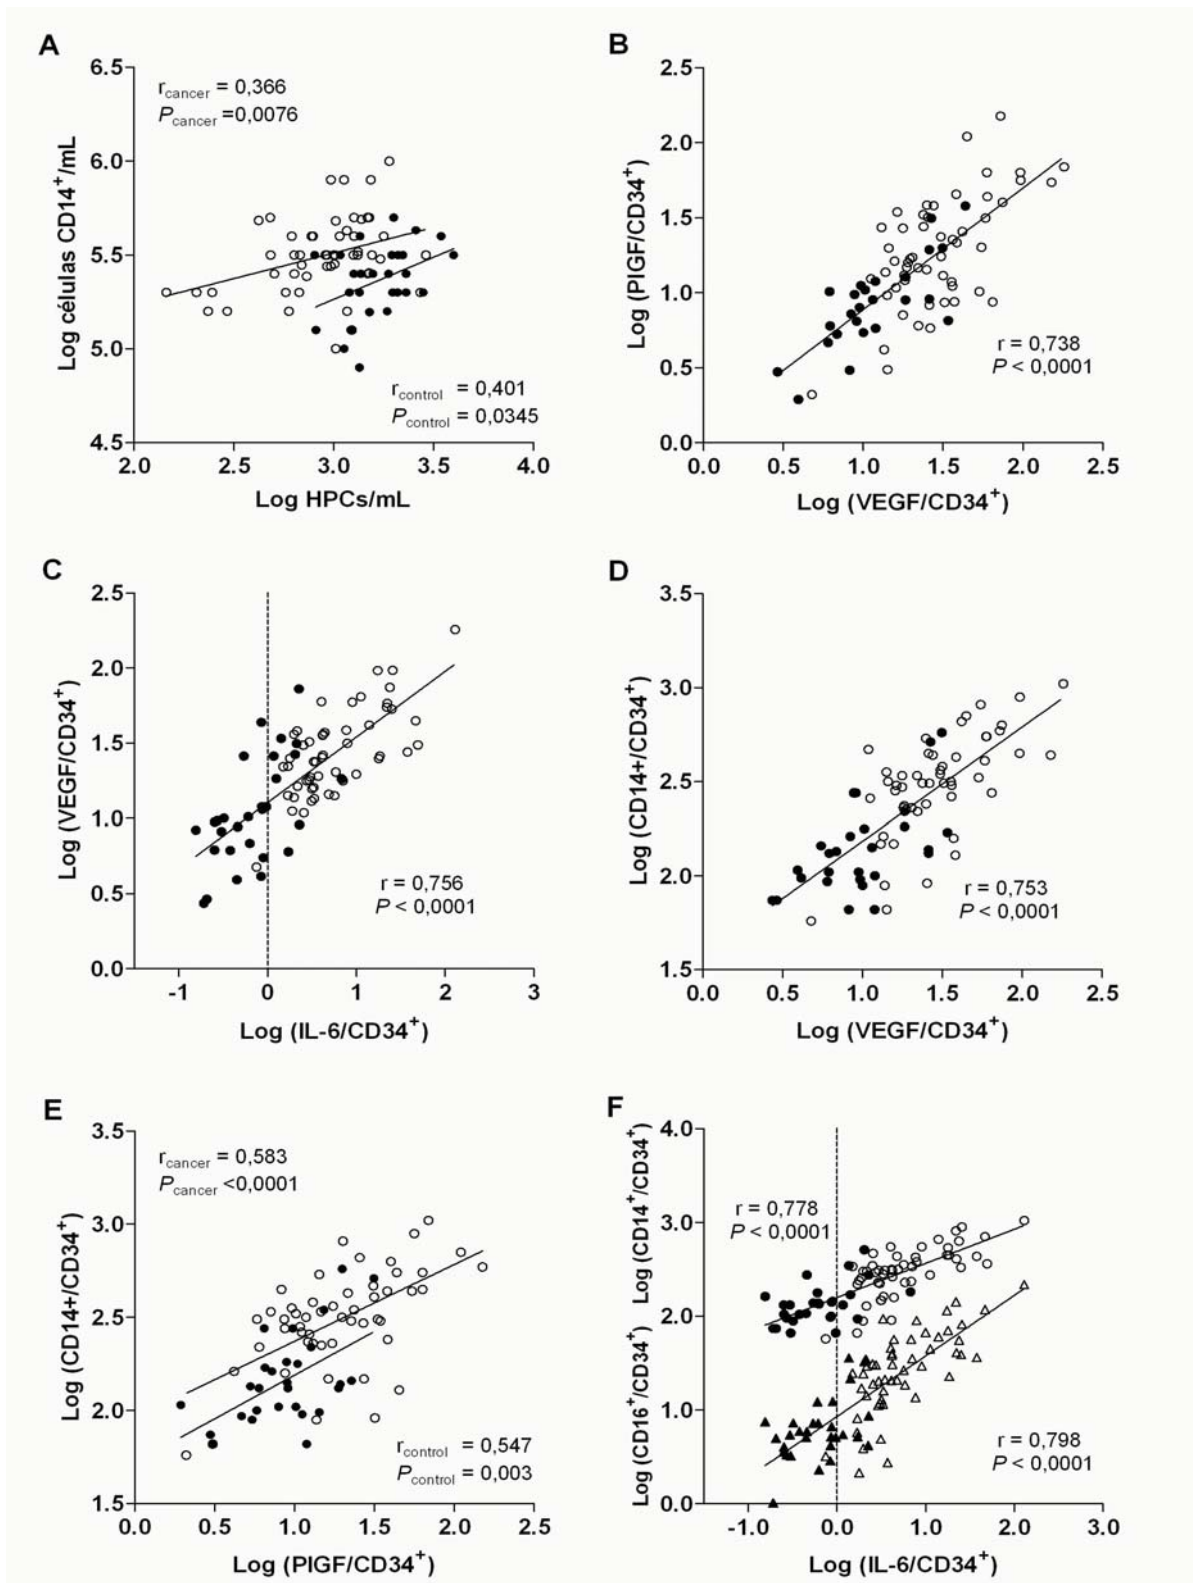 A
6.5
6.0
5.5
5.0
4.5
Log células CD14+/mL
r cancer = 0,366
P cancer =0,0076
r control = 0,401
P control = 0,0345
2.0 2.5 3.0 3.5 4.0
Log HPCs/mL
B
2.5
2.0
1.5
1.0
0.5
0.0
Log (PIGF/CD34+)
r = 0,738
P < 0,0001
0.0 0.5 1.0 1.5 2.0 2.5
Log (VEGF/CD34+)
C
2.5
2.0
1.5
1.0
0.5
0.0
Log (VEGF/CD34+)
r = 0,756
P < 0,0001
-1 0 1 2 3
Log (IL-6/CD34+)
D
3.5
3.0
2.5
2.0
1.5
Log (CD14+/CD34+)
r = 0,753
P < 0,0001
0.0 0.5 1.0 1.5 2.0 2.5
Log (VEGF/CD34+)
E
3.5
3.0
2.5
2.0
1.5
Log (CD14+/CD34+)
r cancer = 0,583
P cancer <0,0001
r control = 0,547
P control = 0,003
0.0 0.5 1.0 1.5 2.0 2.5
Log (PIGF/CD34+)
F
4.0
3.0
2.0
1.0
0.0
Log (CD14+/CD34+)
Log (CD16+/CD34+)
r = 0,778
P < 0,0001
r = 0,798
P < 0,0001
-1.0 0.0 1.0 2.0 3.0
Log (IL-6/CD34+)